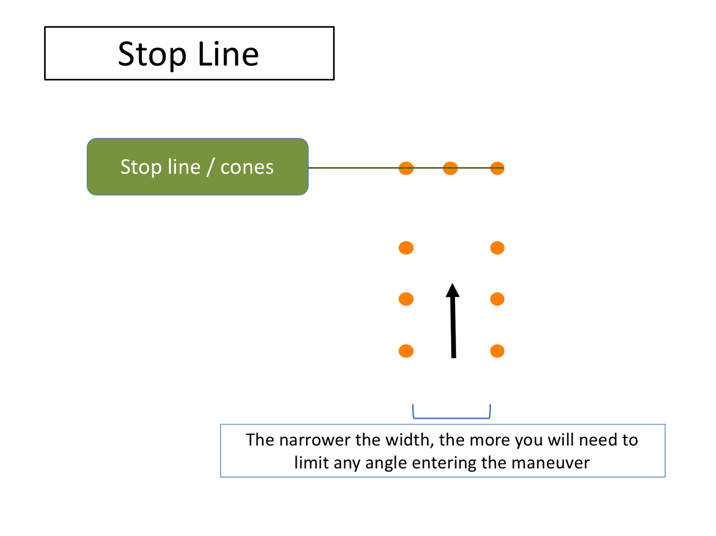 Stop Line
Stop line / cones
The narrower the width, the more you will need to
limit any angle entering the maneuver